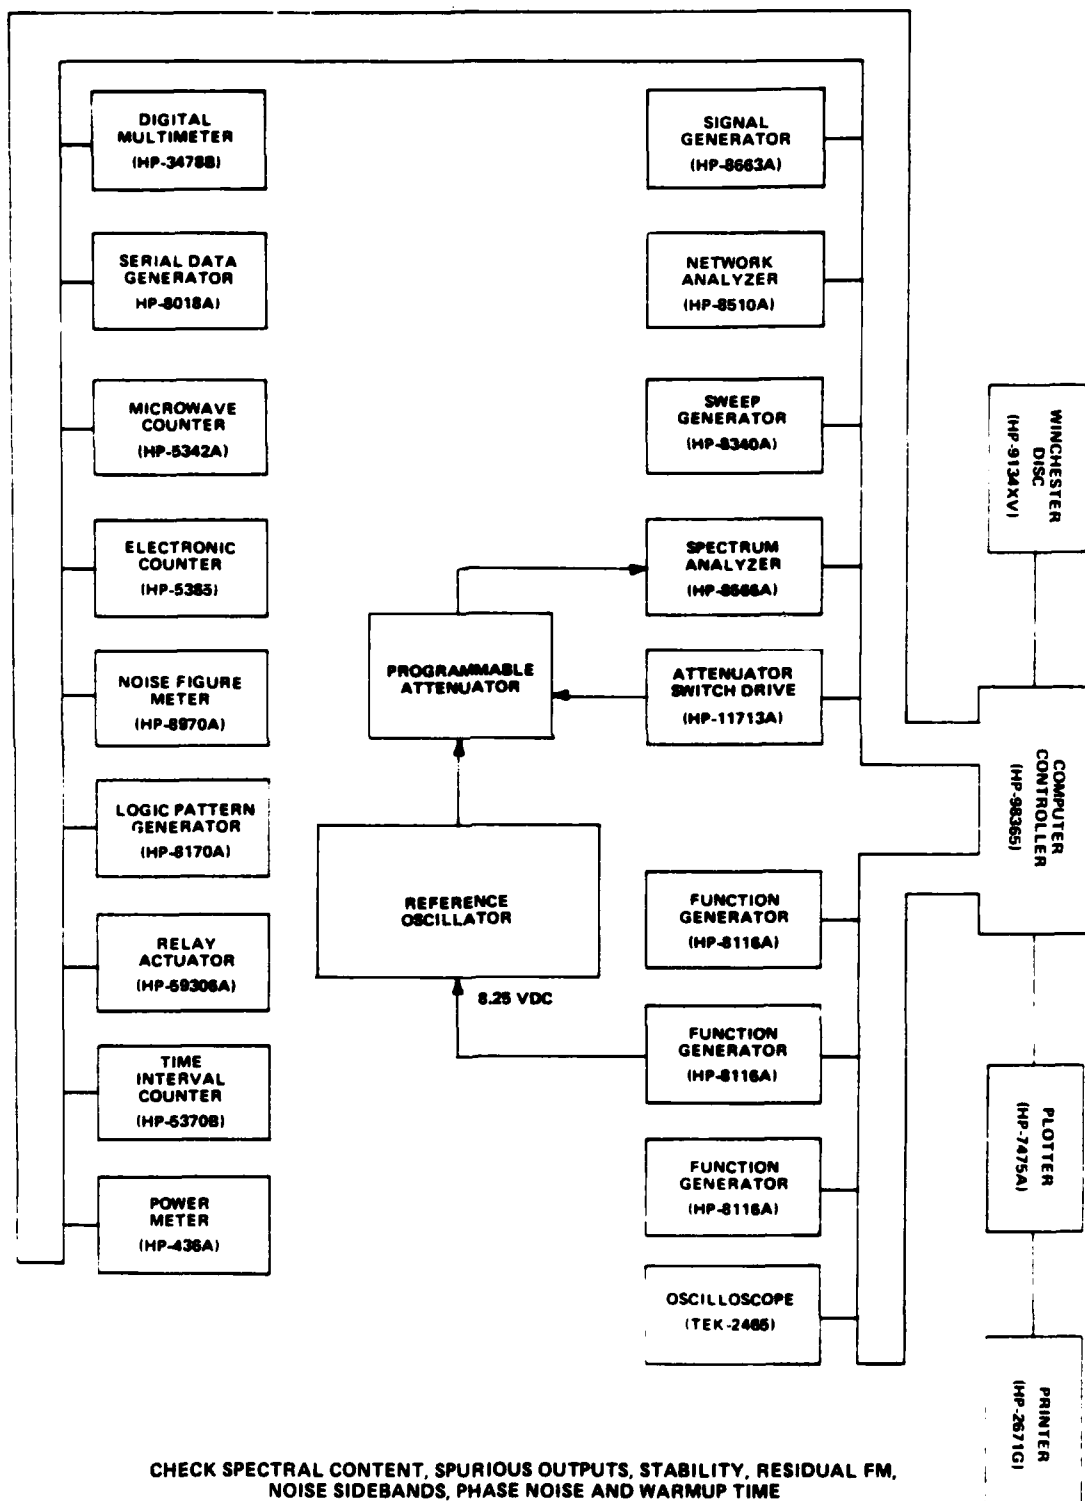 DIGITAL
MULTIMETER
(HP-3478B)
SERIAL DATA
GENERATOR
HP-8018A)
MICROWAVE
COUNTER
(HP-5342A)
ELECTRONIC
COUNTER
(HP-5385)
NOISE FIGURE
METER
(HP-8970A)
LOGIC PATTERN
GENERATOR
(HP-8170A)
RELAY
ACTUATOR
(HP-59306A)
TIME
INTERVAL
COUNTER
(HP-5370B)
POWER
METER
(HP-436A)
PROGRAMMABLE
ATTENUATOR
REFERENCE
OSCILLATOR
8.25 VDC
SIGNAL
GENERATOR
(HP-8663A)
NETWORK
ANALYZER
(HP-8510A)
SWEEP
GENERATOR
(HP-8340A)
SPECTRUM
ANALYZER
(HP-8566A)
ATTENUATOR
SWITCH DRIVE
(HP-11713A)
FUNCTION
GENERATOR
(HP-8116A)
FUNCTION
GENERATOR
(HP-8116A)
FUNCTION
GENERATOR
(HP-8116A)
OSCILLOSCOPE
(TEK-2465)
WINCHESTER
DISC
(HP-9134XV)
COMPUTER
CONTROLLER
(HP-98365)
PLOTTER
(HP-7475A)
PRINTER
(HP-2671G)
CHECK SPECTRAL CONTENT, SPURIOUS OUTPUTS, STABILITY, RESIDUAL FM,
NOISE SIDEBANDS, PHASE NOISE AND WARMUP TIME